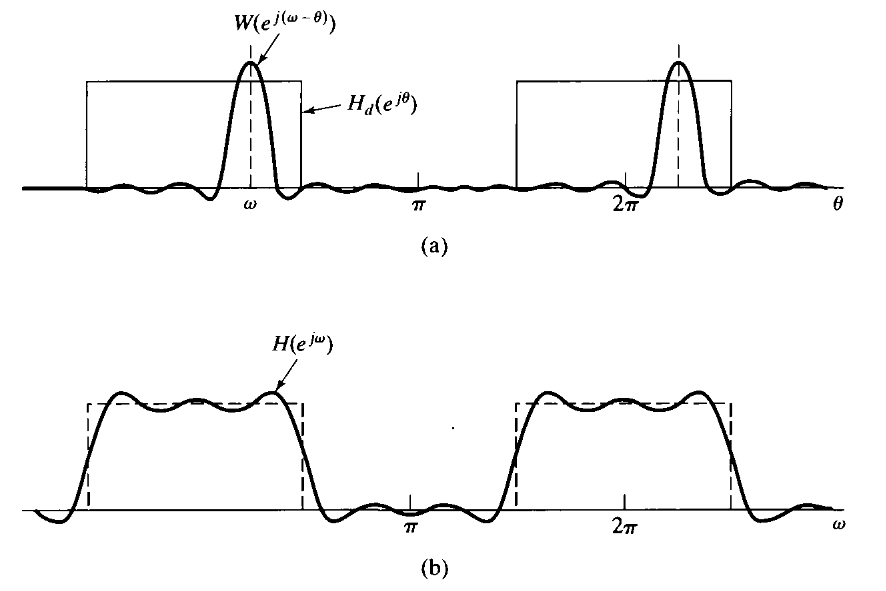 W(e^{j(ω − θ)})
H_d(e^{jθ})
ω π 2π θ
(a)
H(e^{jω})
π 2π ω
(b)